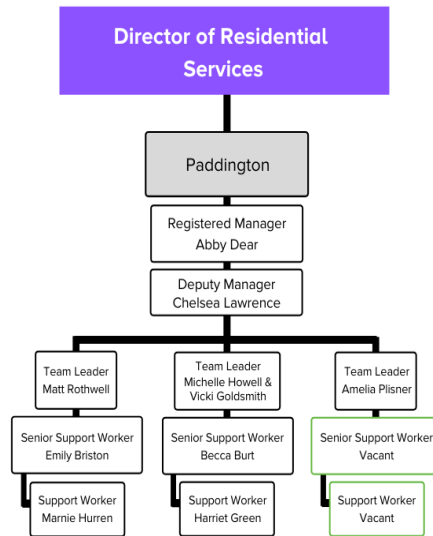 Director of Residential
Services
Paddington
Registered Manager
Abby Dear
Deputy Manager
Chelsea Lawrence
Team Leader
Matt Rothwell
Team Leader
Michelle Howell &
Vicki Goldsmith
Team Leader
Amelia Plisner
Senior Support Worker
Emily Briston
Senior Support Worker
Becca Burt
Senior Support Worker
Vacant
Support Worker
Marnie Hurren
Support Worker
Harriet Green
Support Worker
Vacant